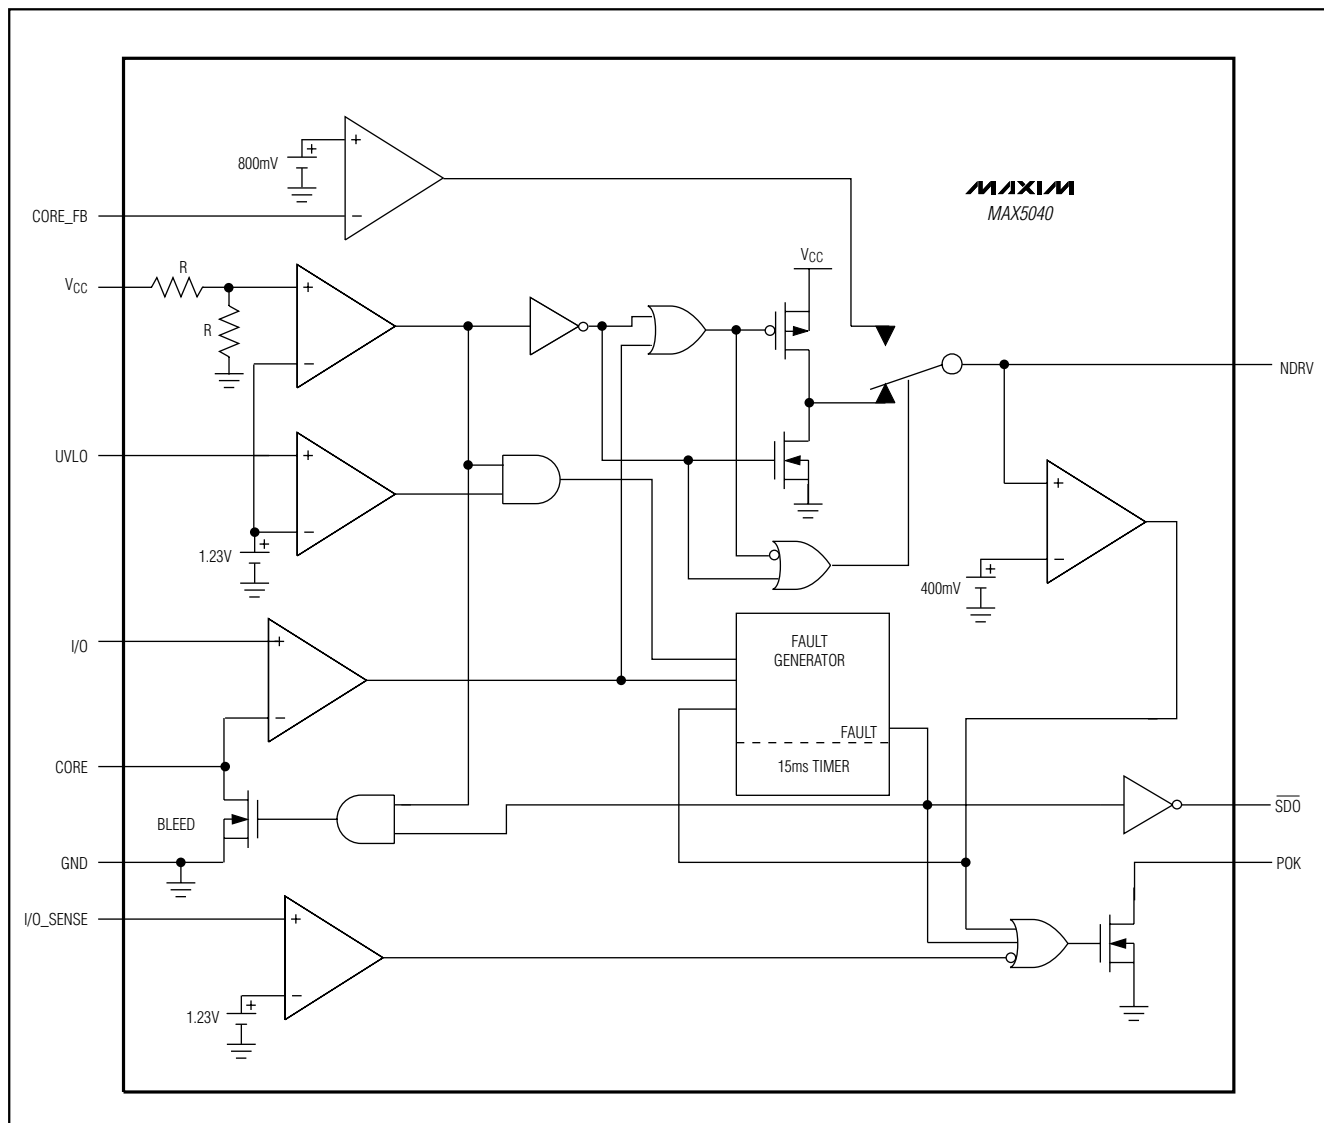 +
+
800mV
−
CORE_FB
MAXIM
MAX5040
VCC
R
VCC
+
R
−
NDRV
UVLO
+
+
−
+
1.23V
−
+
400mV
I/O
+
FAULT
GENERATOR
−
FAULT
CORE
15ms TIMER
SDO
BLEED
GND
POK
I/O_SENSE
+
−
+
1.23V